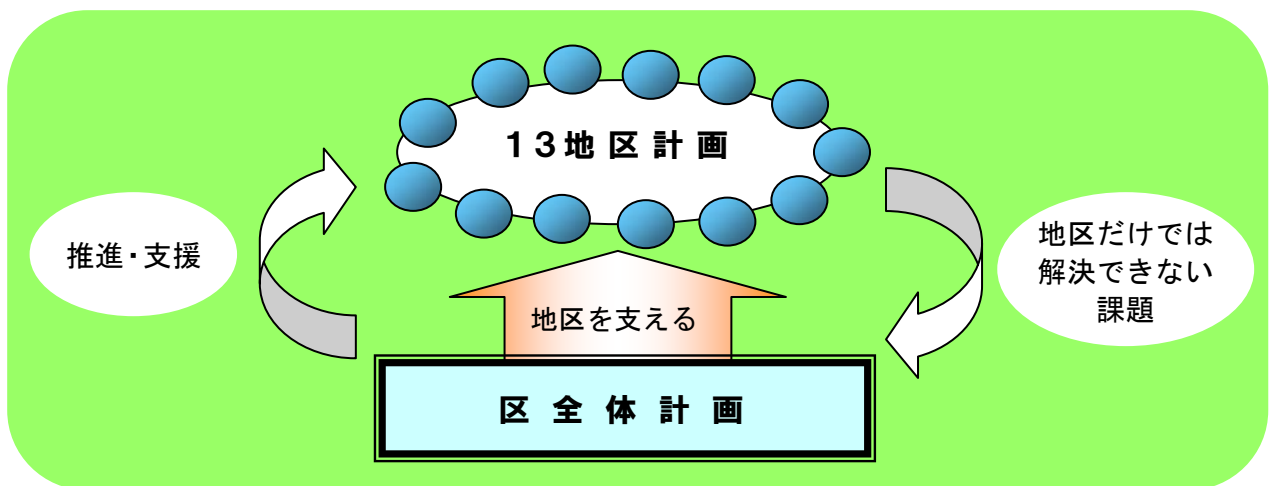 13地区計画
推進・支援
地区だけでは
解決できない
課題
地区を支える
区全体計画